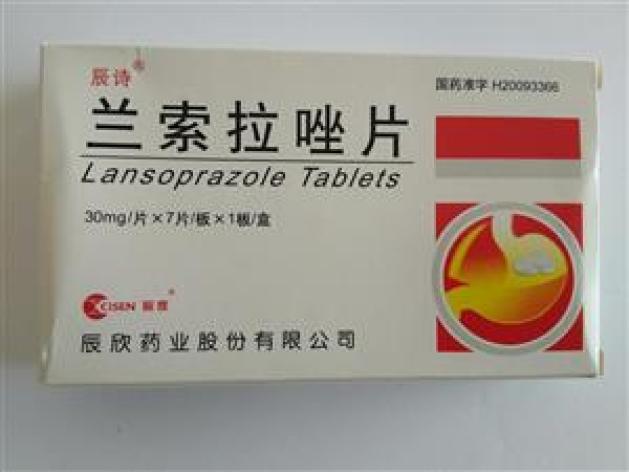 辰诗®
国药准字 H20093366
兰索拉唑片
Lansoprazole Tablets
30mg/片×7片/板×1板/盒
CISEN 辰欣®
辰欣药业股份有限公司